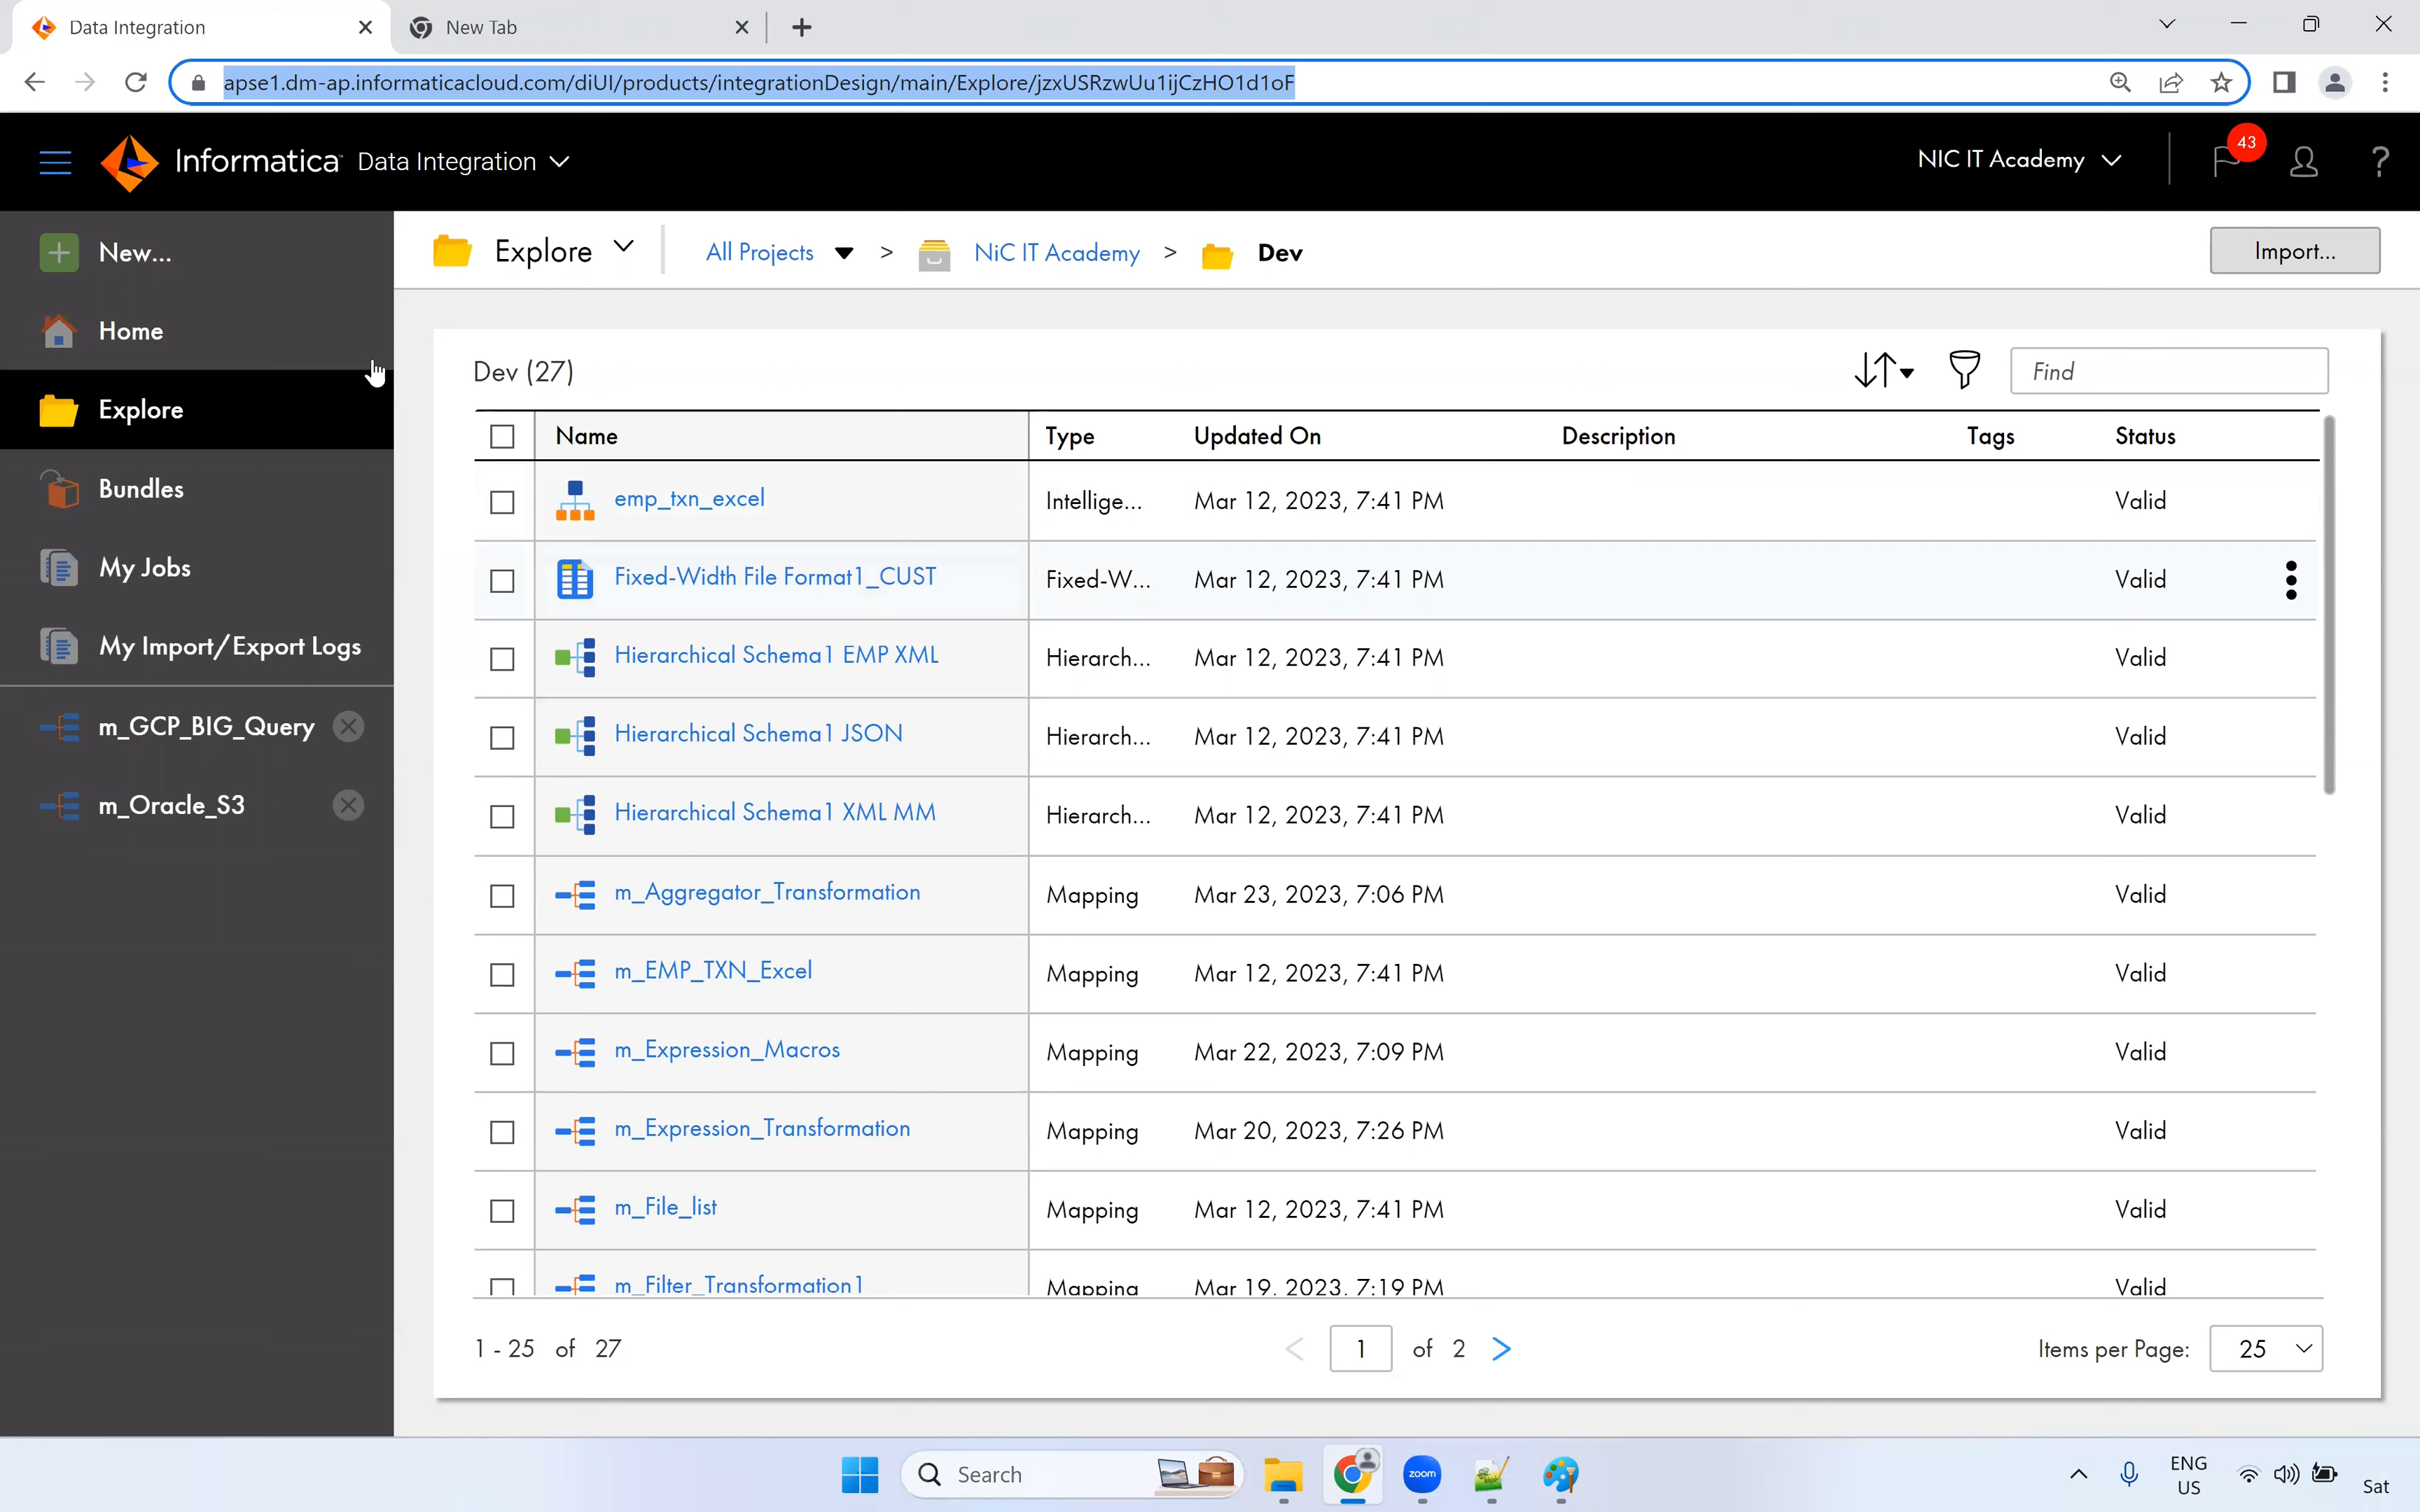 Data Integration
New Tab
apse1.dm-ap.informaticacloud.com/diUI/products/integrationDesign/main/Explore/jzxUSRzwUu1ijCzHO1d1oF
Informatica Data Integration
NIC IT Academy
43
?
New...
Home
Explore
Bundles
My Jobs
My Import/Export Logs
m_GCP_BIG_Query
m_Oracle_S3
Explore
All Projects > NiC IT Academy > Dev
Import...
Dev (27)
Find
Name Type Updated On Description Tags Status
emp_txn_excel Intellige... Mar 12, 2023, 7:41 PM Valid
Fixed-Width File Format1_CUST Fixed-W... Mar 12, 2023, 7:41 PM Valid
Hierarchical Schema1 EMP XML Hierarch... Mar 12, 2023, 7:41 PM Valid
Hierarchical Schema1 JSON Hierarch... Mar 12, 2023, 7:41 PM Valid
Hierarchical Schema1 XML MM Hierarch... Mar 12, 2023, 7:41 PM Valid
m_Aggregator_Transformation Mapping Mar 23, 2023, 7:06 PM Valid
m_EMP_TXN_Excel Mapping Mar 12, 2023, 7:41 PM Valid
m_Expression_Macros Mapping Mar 22, 2023, 7:09 PM Valid
m_Expression_Transformation Mapping Mar 20, 2023, 7:26 PM Valid
m_File_list Mapping Mar 12, 2023, 7:41 PM Valid
m_Filter_Transformation1 Mapping Mar 19, 2023, 7:19 PM Valid
1 - 25 of 27
< 1 of 2 >
Items per Page: 25
Search
zoom
ENG
US
Sat